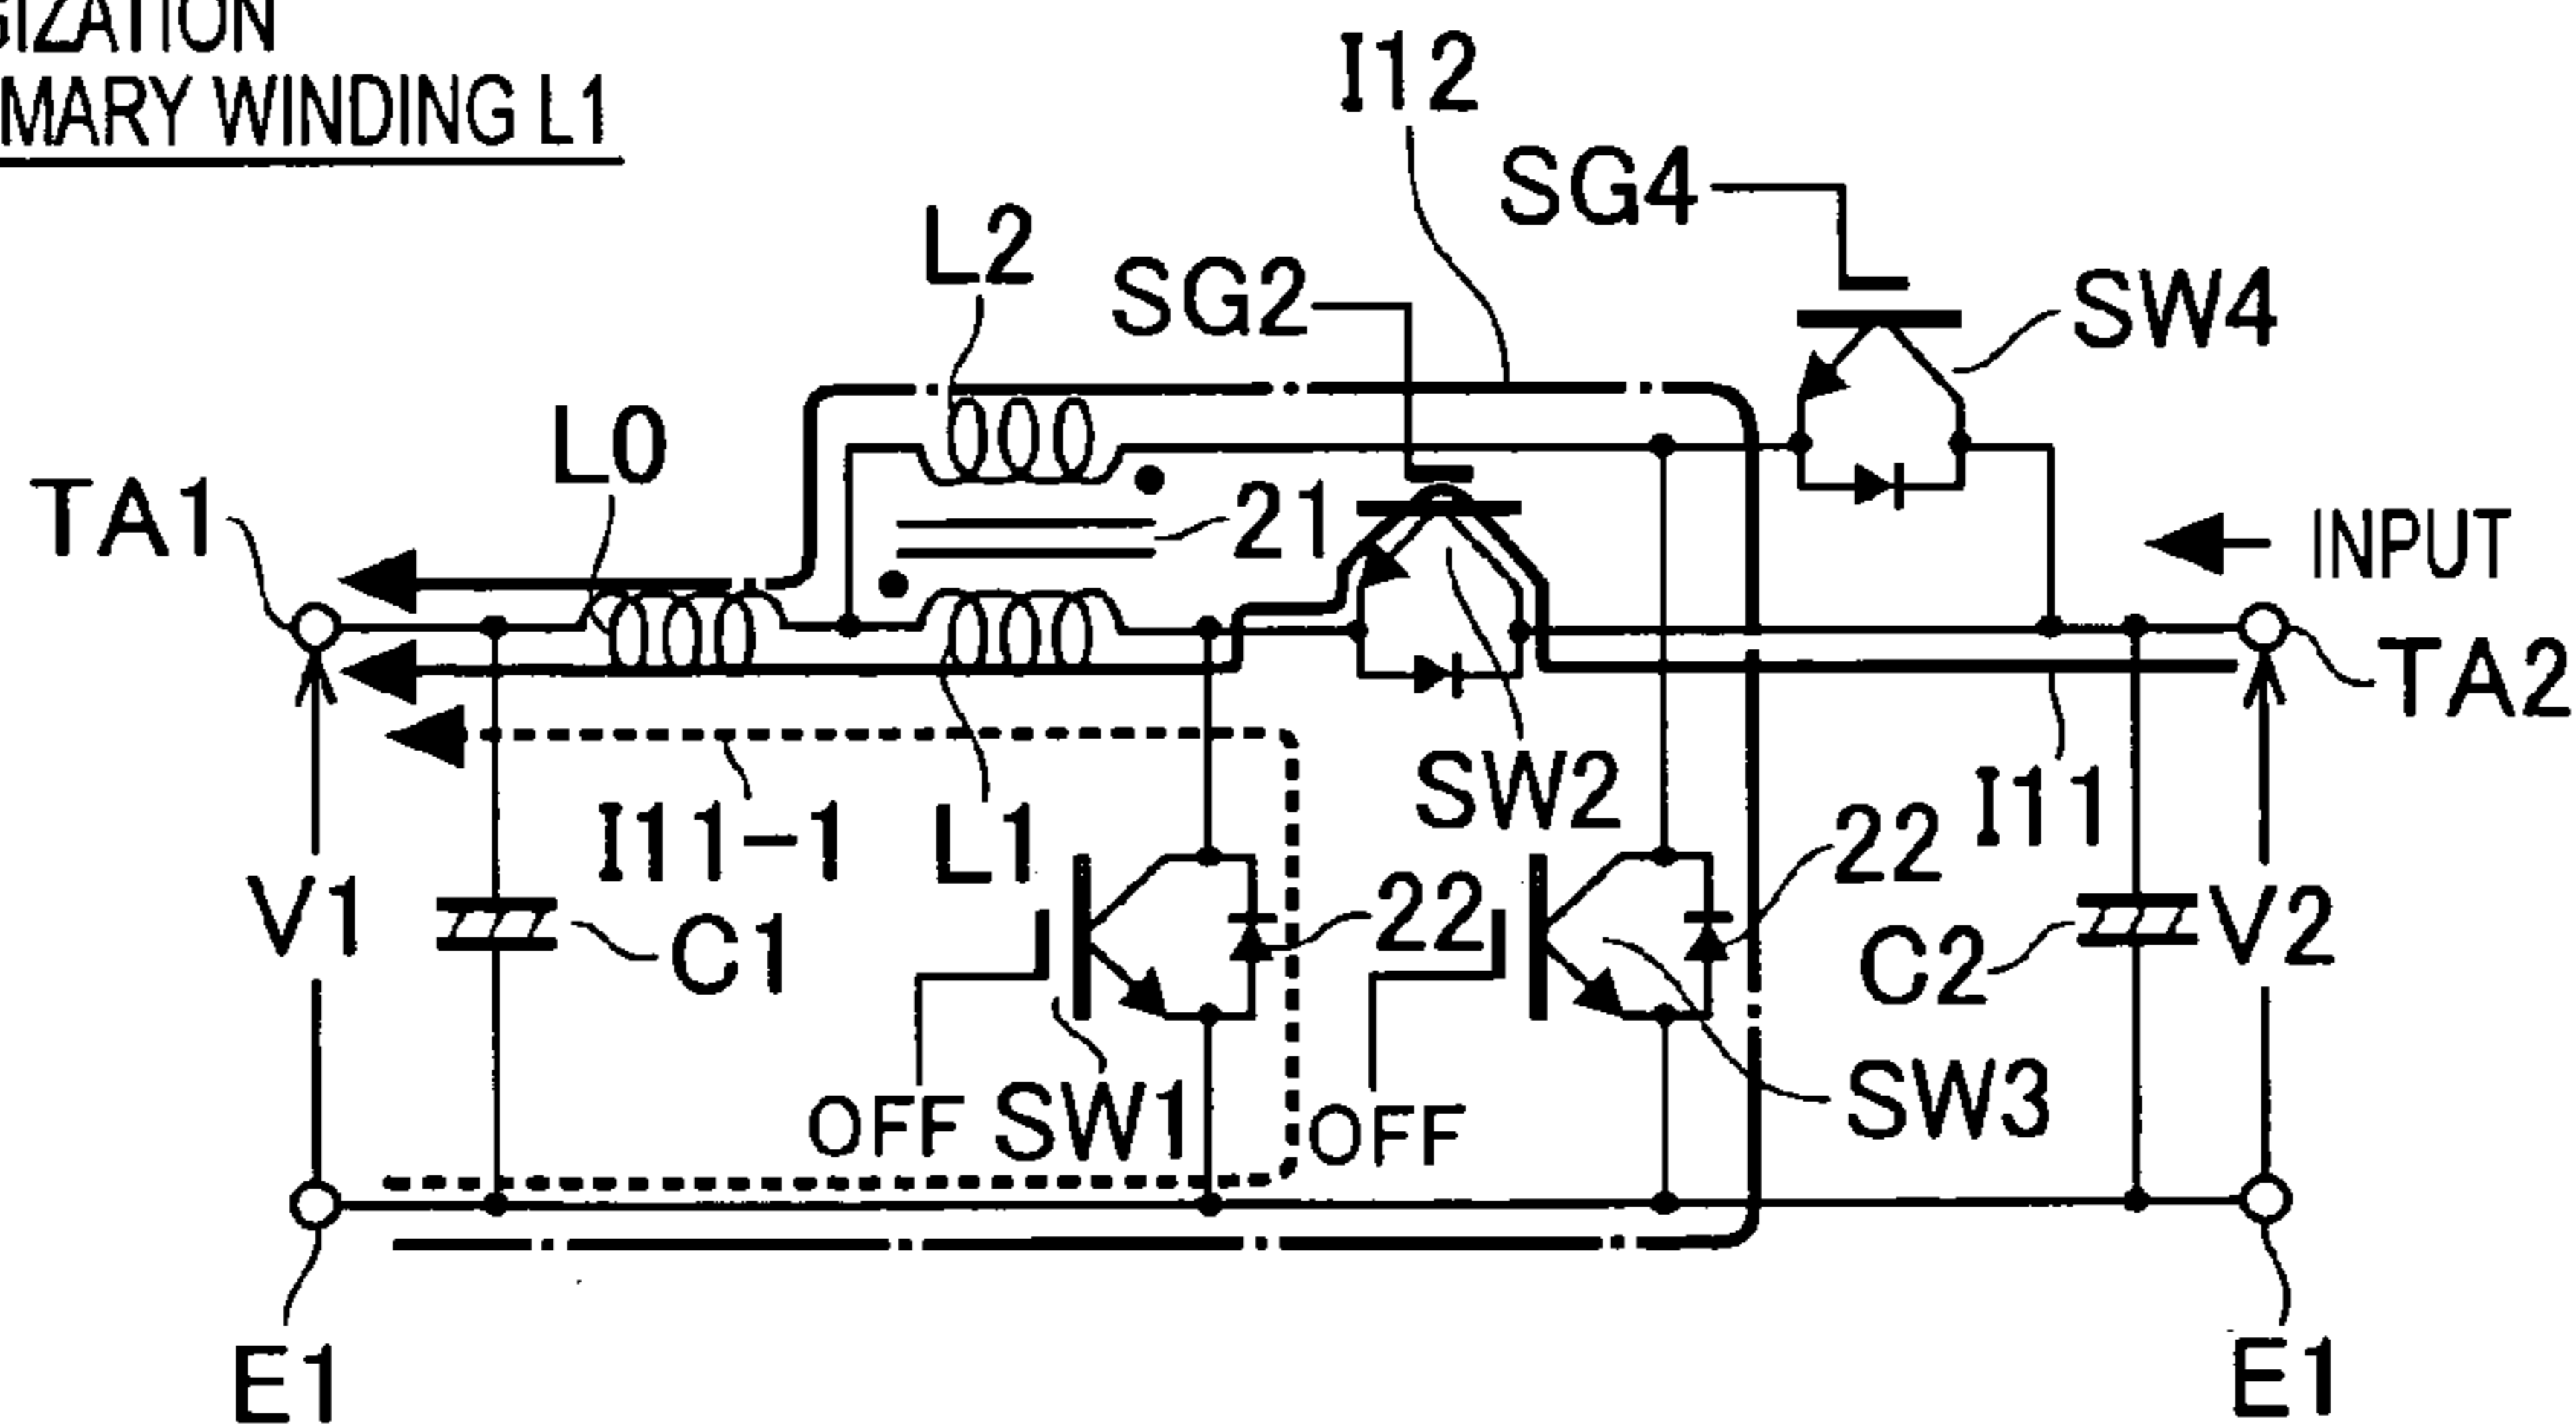 MARY WINDING L1
I12
SG4
L2
SG2
SW4
L0
TA1
21
INPUT
TA2
SW2
I11
I11-1
L1
22
22
V1
C1
C2
V2
OFF
SW1
OFF
SW3
E1
E1